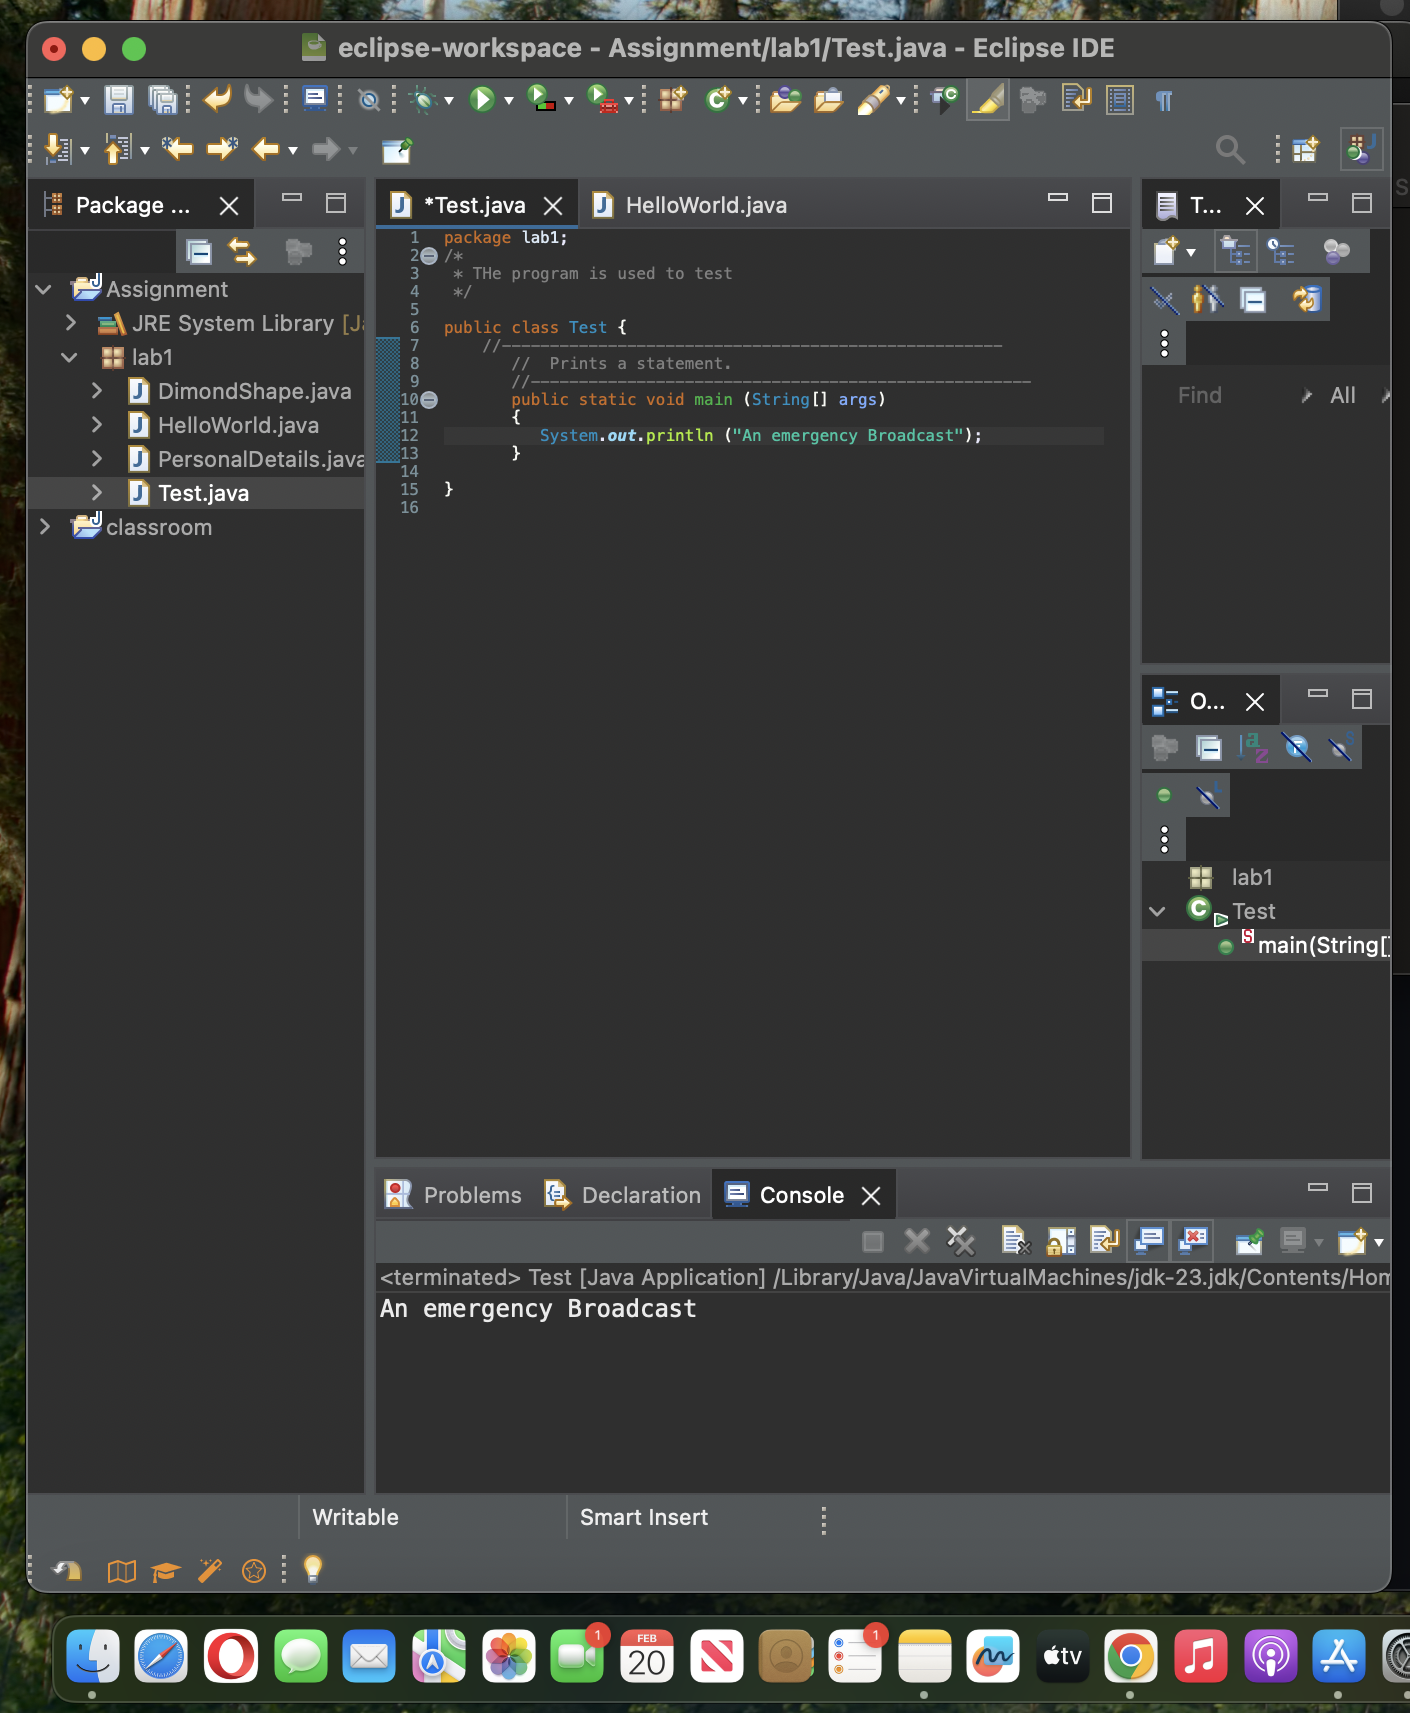 eclipse-workspace - Assignment/lab1/Test.java - Eclipse IDE
Package ...
*Test.java
HelloWorld.java
T...
Assignment
JRE System Library [Ja
lab1
DimondShape.java
HelloWorld.java
PersonalDetails.java
Test.java
classroom
1 package lab1;
2 /*
3  * THe program is used to test
4  */
5
6 public class Test {
7     //----------------------------------------------------
8        //  Prints a statement.
9        //----------------------------------------------------
10        public static void main (String[] args)
11        {
12           System.out.println ("An emergency Broadcast");
13        }
14
15 }
16
Find
All
O...
lab1
Test
main(String[]
Problems
Declaration
Console
<terminated> Test [Java Application] /Library/Java/JavaVirtualMachines/jdk-23.jdk/Contents/Hom
An emergency Broadcast
Writable
Smart Insert
1
FEB
20
1
tv